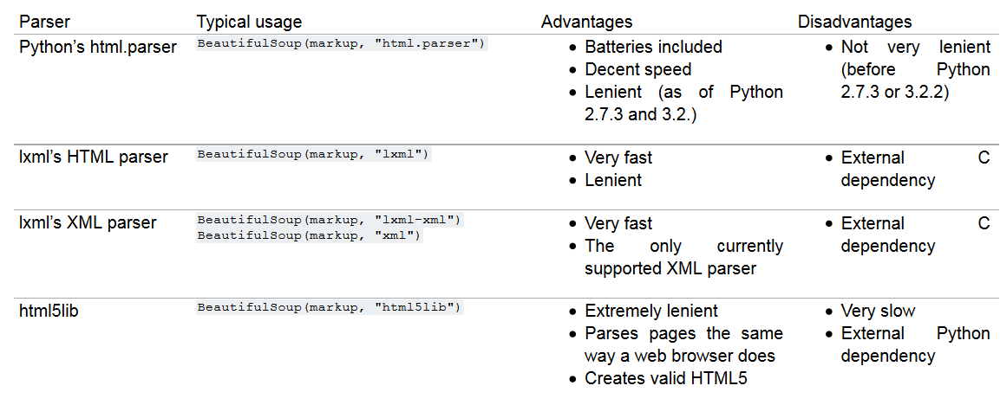 Parser Typical usage Advantages Disadvantages
Python’s html.parser BeautifulSoup(markup, "html.parser") • Batteries included • Not very lenient
• Decent speed (before Python
• Lenient (as of Python 2.7.3 or 3.2.2)
2.7.3 and 3.2.)
lxml’s HTML parser BeautifulSoup(markup, "lxml") • Very fast • External C
• Lenient dependency
lxml’s XML parser BeautifulSoup(markup, "lxml-xml") • Very fast • External C
BeautifulSoup(markup, "xml") • The only currently dependency
supported XML parser
html5lib BeautifulSoup(markup, "html5lib") • Extremely lenient • Very slow
• Parses pages the same • External Python
way a web browser does dependency
• Creates valid HTML5